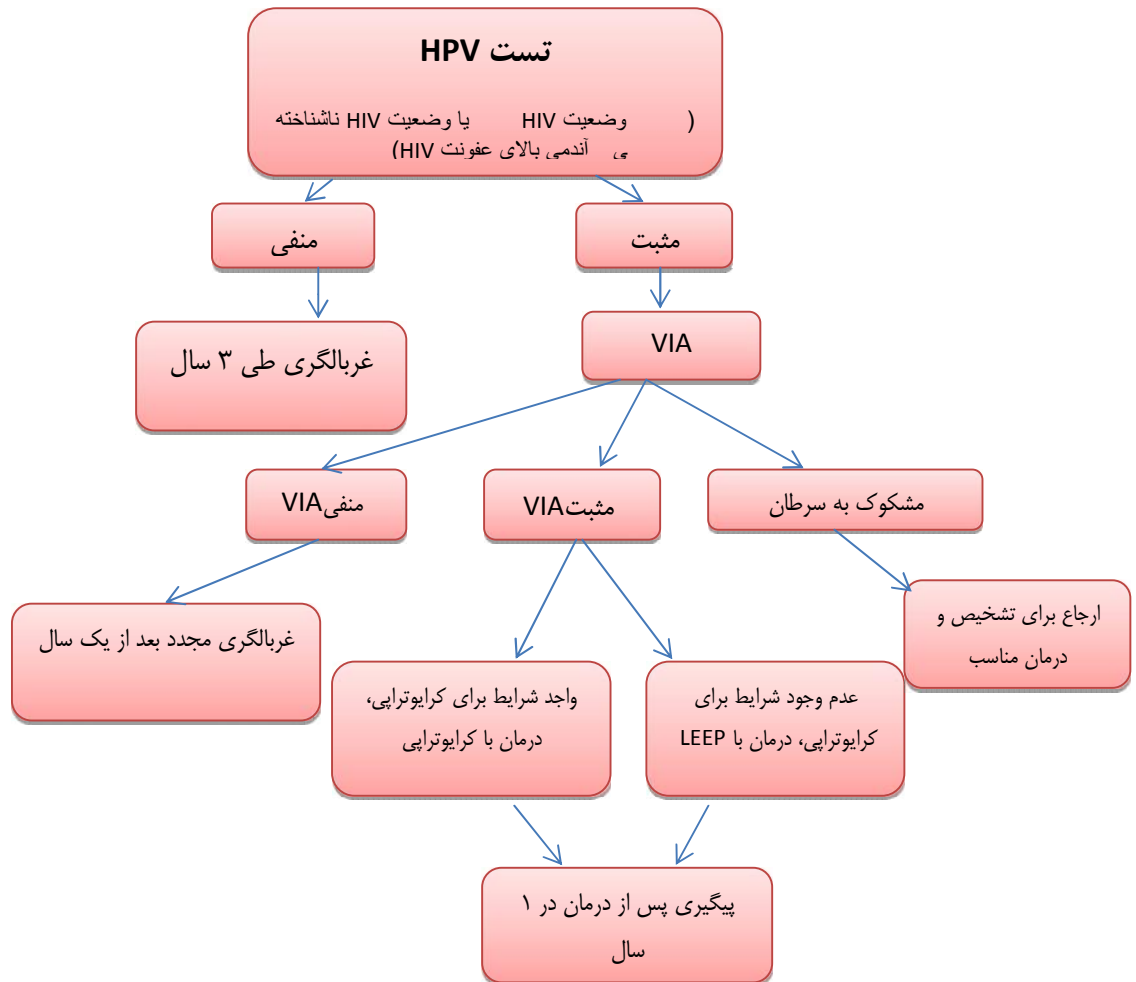 تست HPV
( وضعیت HIV یا وضعیت HIV ناشناخته
آندمی بالای عفونت HIV)
منفی
مثبت
غربالگری طی ۳ سال
VIA
منفیVIA
مثبتVIA
مشکوک به سرطان
غربالگری مجدد بعد از یک سال
واجد شرایط برای کرایوتراپی،
درمان با کرایوتراپی
عدم وجود شرایط برای
کرایوتراپی، درمان با LEEP
ارجاع برای تشخیص و
درمان مناسب
پیگیری پس از درمان در ۱
سال